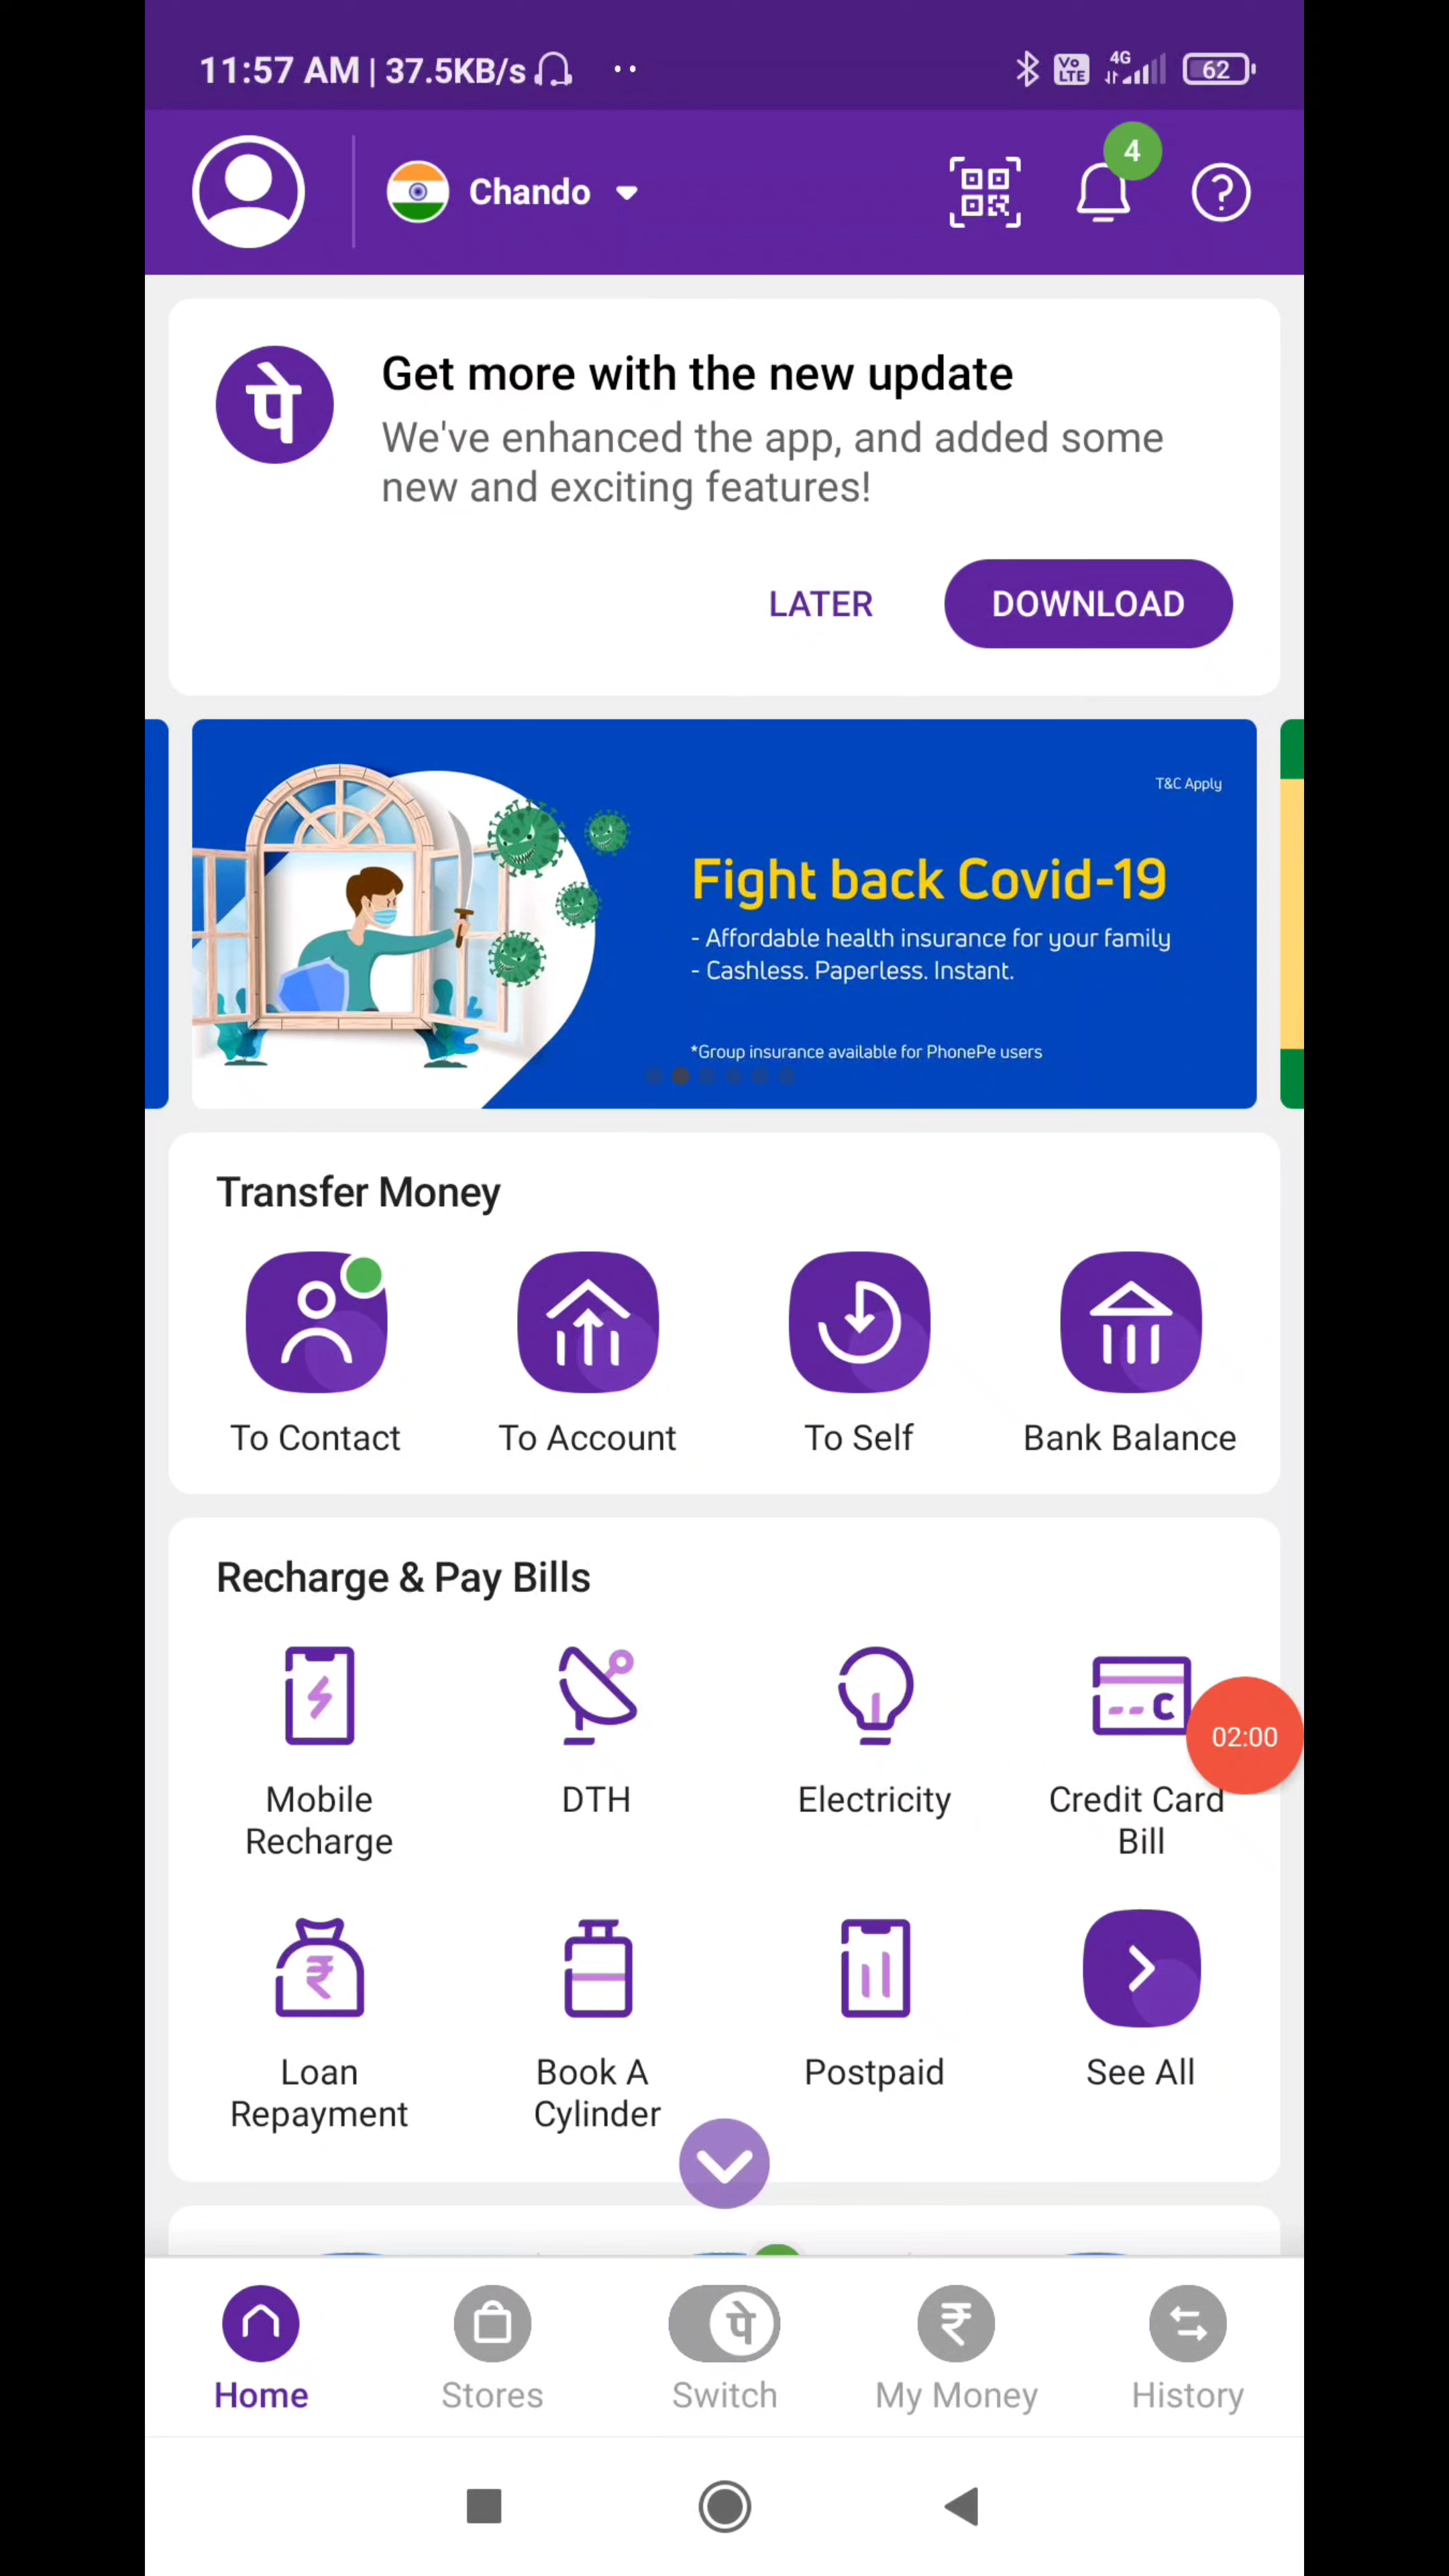 11:57 AM | 37.5KB/s
Vo LTE
4G
62
Chando
4
?
पे
Get more with the new update
We've enhanced the app, and added some
new and exciting features!
LATER
DOWNLOAD
T&C Apply
Fight back Covid-19
- Affordable health insurance for your family
- Cashless. Paperless. Instant.
*Group insurance available for PhonePe users
Transfer Money
To Contact
To Account
To Self
Bank Balance
Recharge & Pay Bills
C
02:00
Mobile
Recharge
DTH
Electricity
Credit Card
Bill
₹
Loan
Repayment
Book A
Cylinder
Postpaid
See All
पे
₹
Home
Stores
Switch
My Money
History